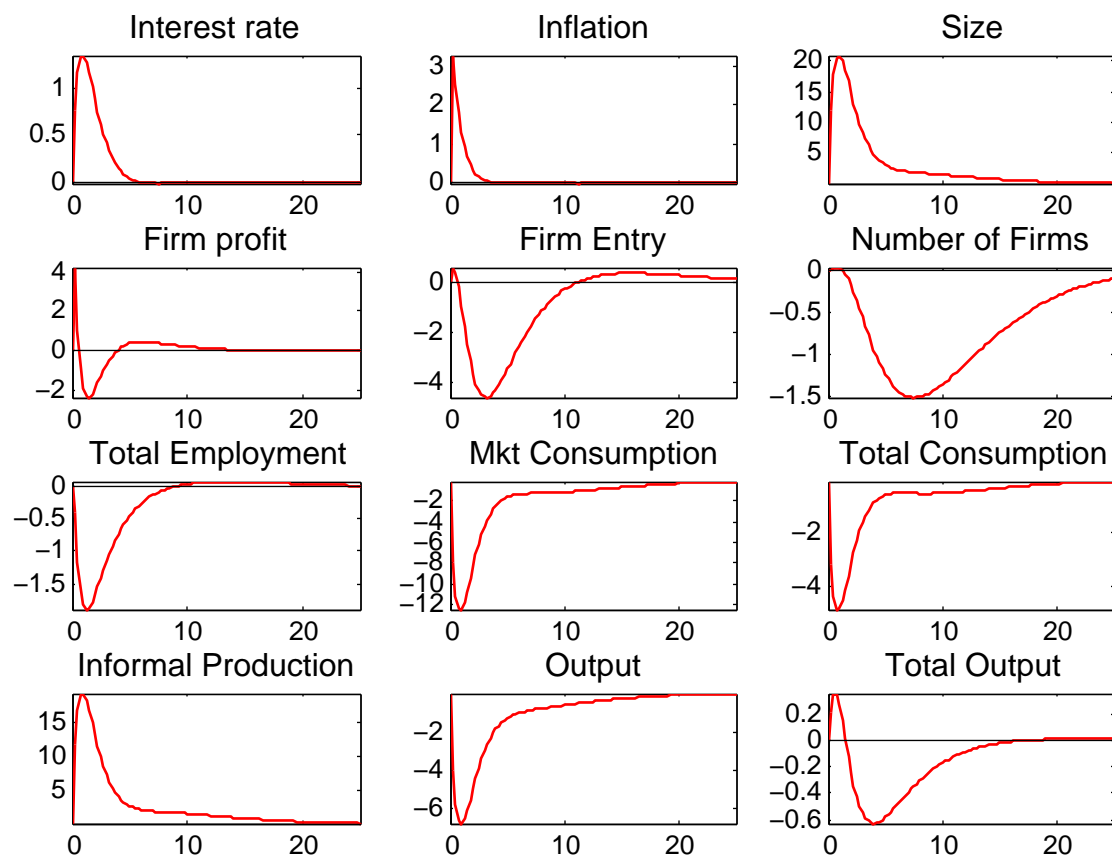 Interest rate
Inflation
Size
1
0.5
0
0 10 20
3
2
1
0
0 10 20
20
15
10
5
0 10 20
Firm profit
Firm Entry
Number of Firms
4
2
0
−2
0 10 20
0
−2
−4
0 10 20
0
−0.5
−1
−1.5
0 10 20
Total Employment
Mkt Consumption
Total Consumption
0
−0.5
−1
−1.5
0 10 20
−2
−4
−6
−8
−10
−12
0 10 20
−2
−4
0 10 20
Informal Production
Output
Total Output
15
10
5
0 10 20
−2
−4
−6
0 10 20
0.2
0
−0.2
−0.4
−0.6
0 10 20